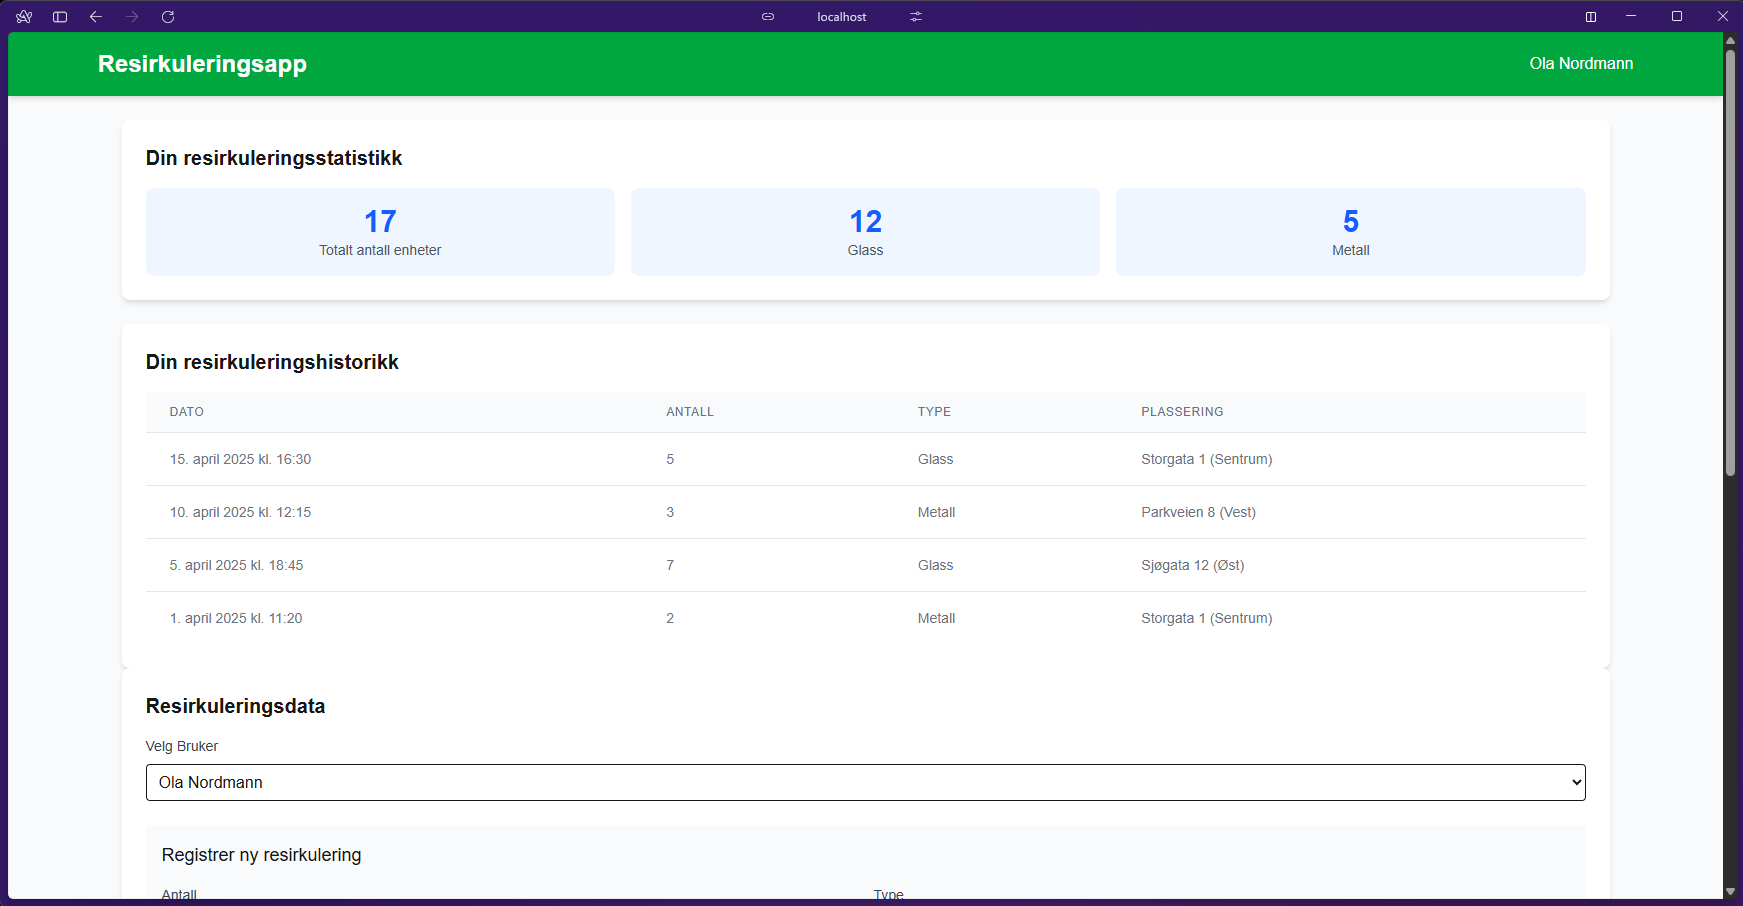 localhost
Resirkuleringsapp
Ola Nordmann
Din resirkuleringsstatistikk
17
Totalt antall enheter
12
Glass
5
Metall
Din resirkuleringshistorikk
DATO ANTALL TYPE PLASSERING
15. april 2025 kl. 16:30 5 Glass Storgata 1 (Sentrum)
10. april 2025 kl. 12:15 3 Metall Parkveien 8 (Vest)
5. april 2025 kl. 18:45 7 Glass Sjøgata 12 (Øst)
1. april 2025 kl. 11:20 2 Metall Storgata 1 (Sentrum)
Resirkuleringsdata
Velg Bruker
Ola Nordmann
Registrer ny resirkulering
Antall Type